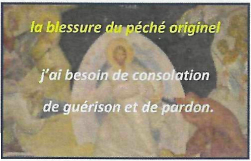 la blessure du péché originel
j'ai besoin de consolation
de guérison et de pardon.